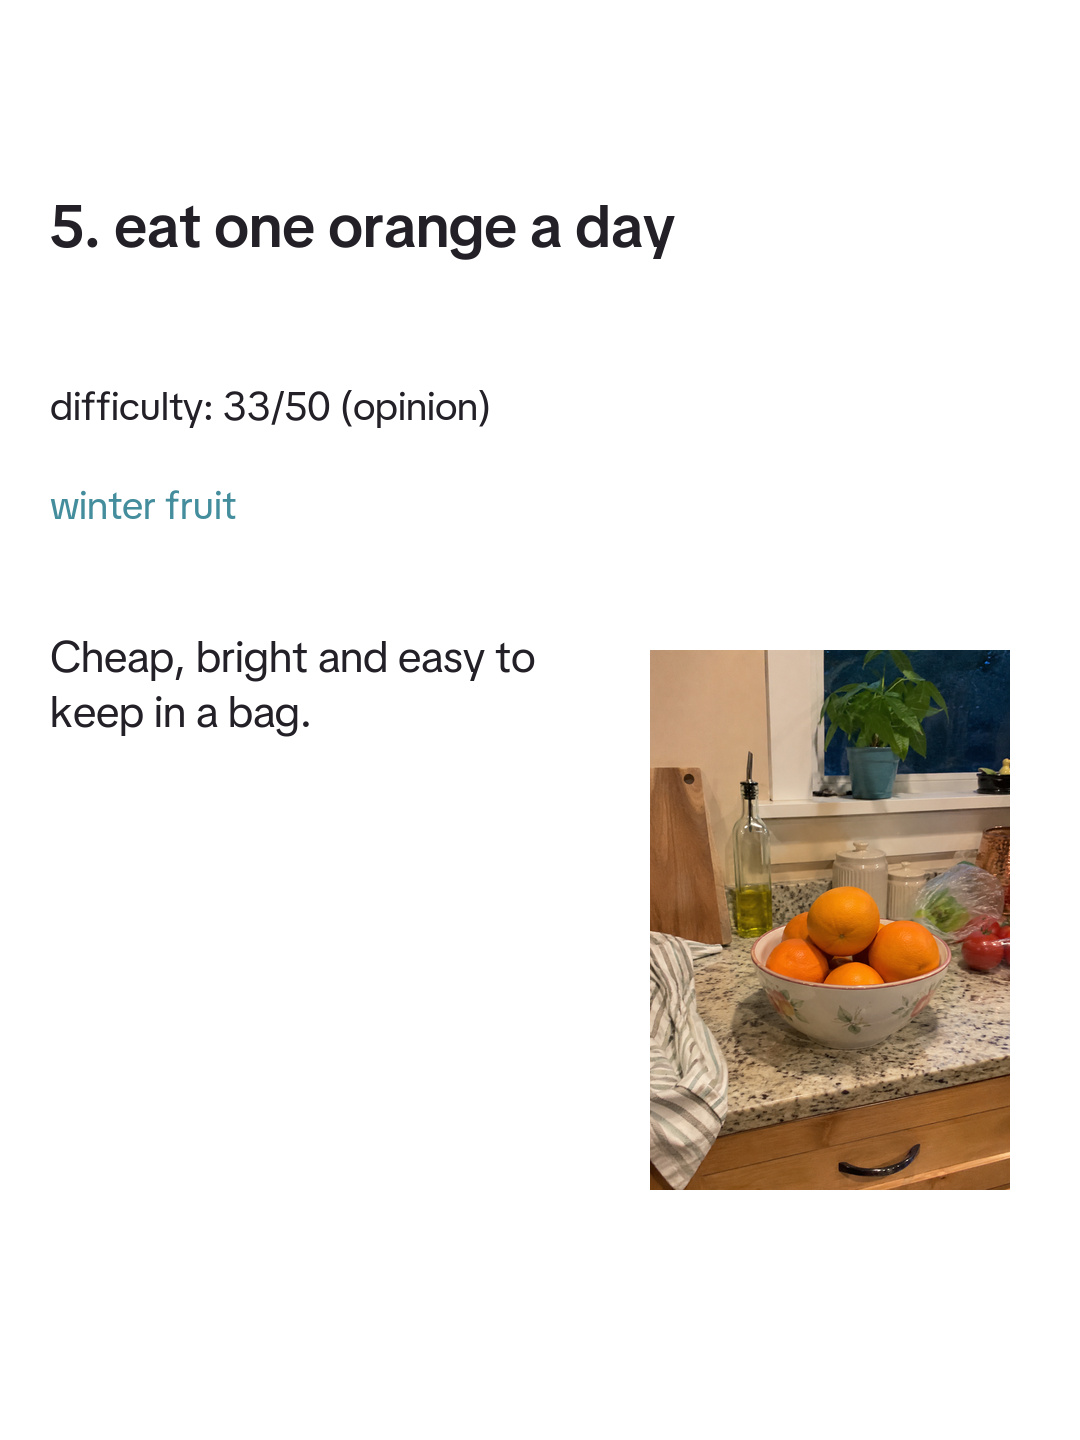 5. eat one orange a day
difficulty: 33/50 (opinion)
winter fruit
Cheap, bright and easy to
keep in a bag.